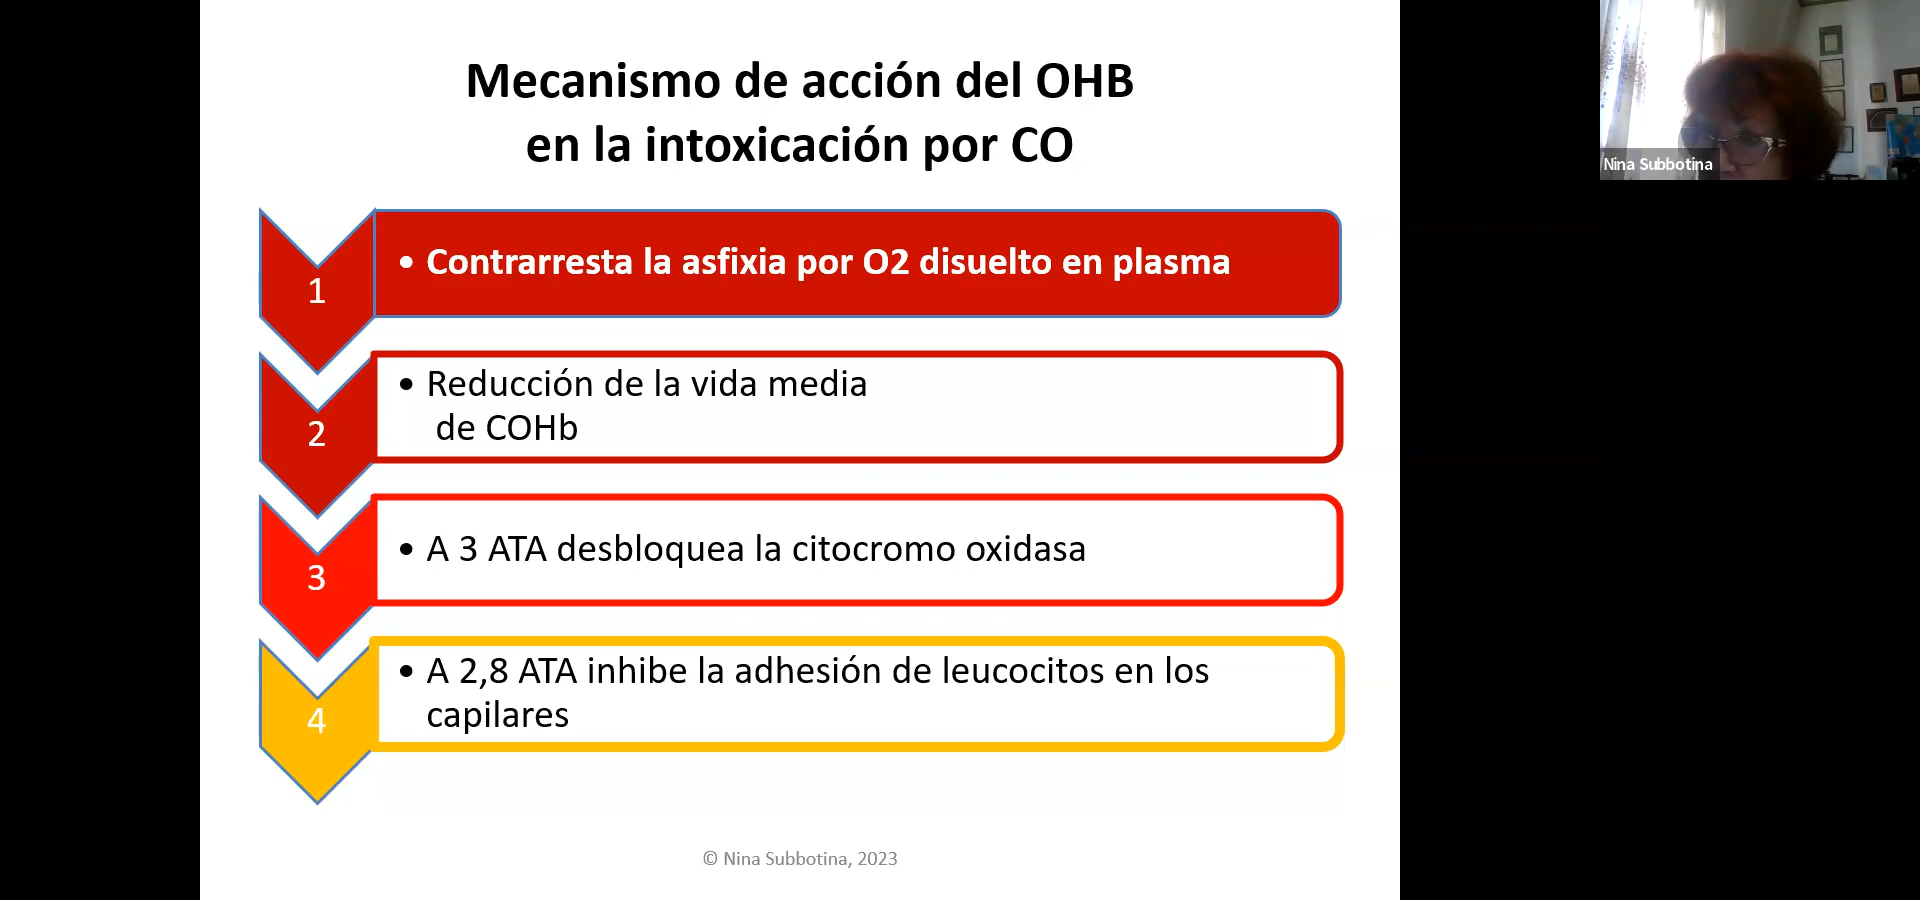 Mecanismo de acción del OHB
en la intoxicación por CO
1
• Contrarresta la asfixia por O2 disuelto en plasma
2
• Reducción de la vida media
de COHb
3
• A 3 ATA desbloquea la citocromo oxidasa
4
• A 2,8 ATA inhibe la adhesión de leucocitos en los
capilares
© Nina Subbotina, 2023
Nina Subbotina